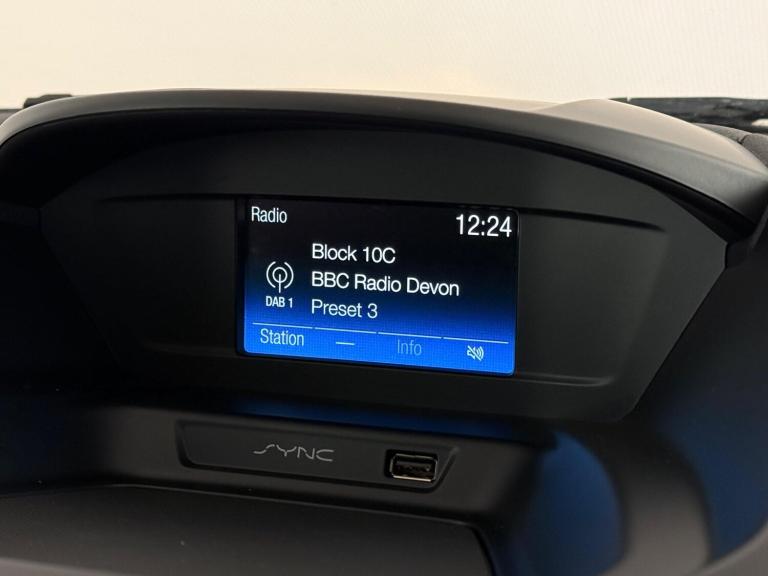 Radio 12:24
Block 10C
BBC Radio Devon
DAB 1 Preset 3
Station — Info
SYNC